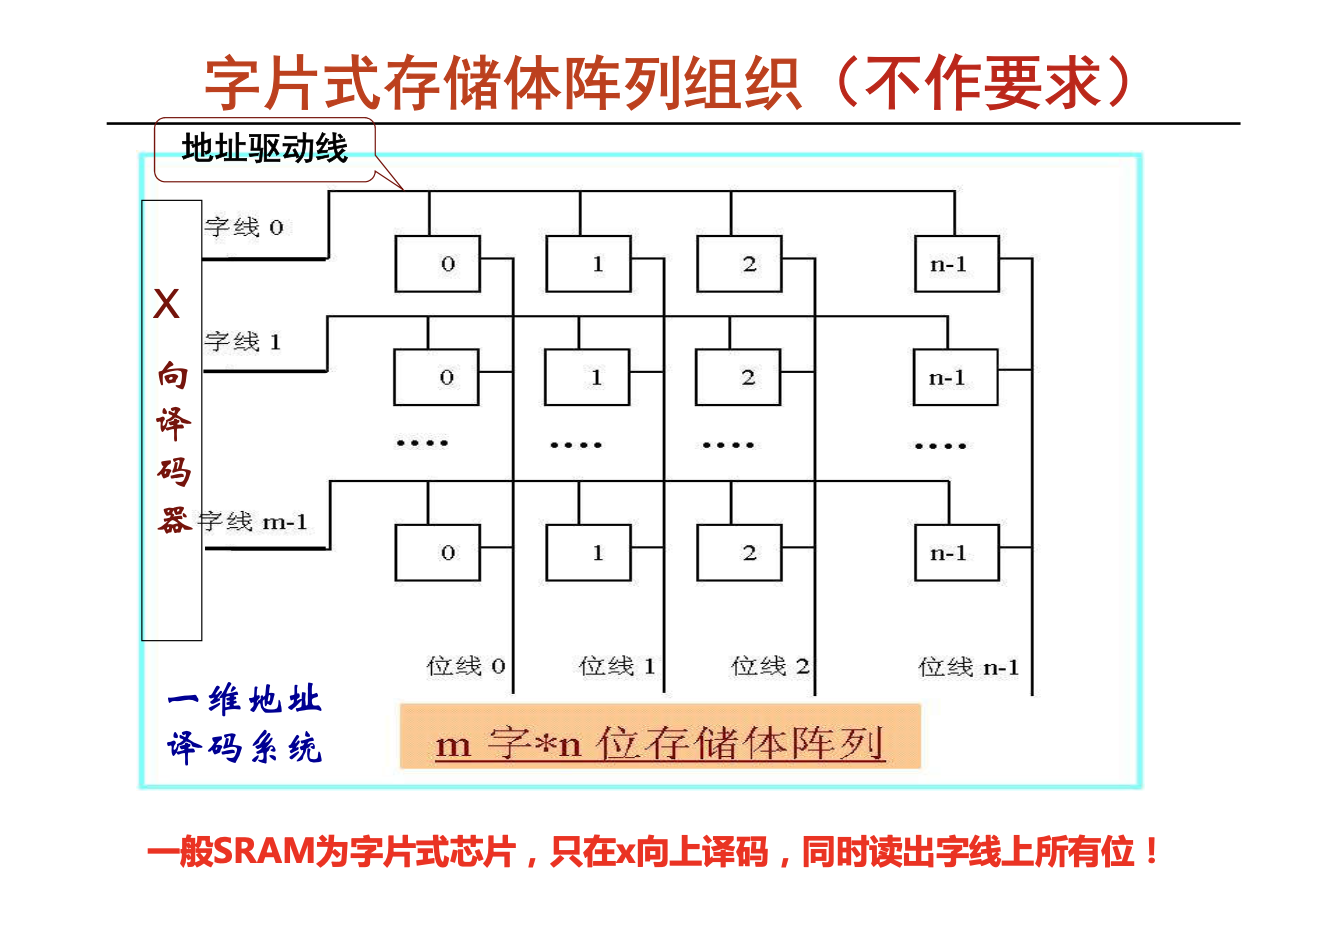 字片式存储体阵列组织（不作要求）
地址驱动线
字线 0
0 1 2 n-1
X
向
译
码
器
字线 1
0 1 2 n-1
•••• •••• •••• ••••
字线 m-1
0 1 2 n-1
位线 0 位线 1 位线 2 位线 n-1
一维地址
译码系统
m 字*n 位存储体阵列
一般SRAM为字片式芯片，只在x向上译码，同时读出字线上所有位！